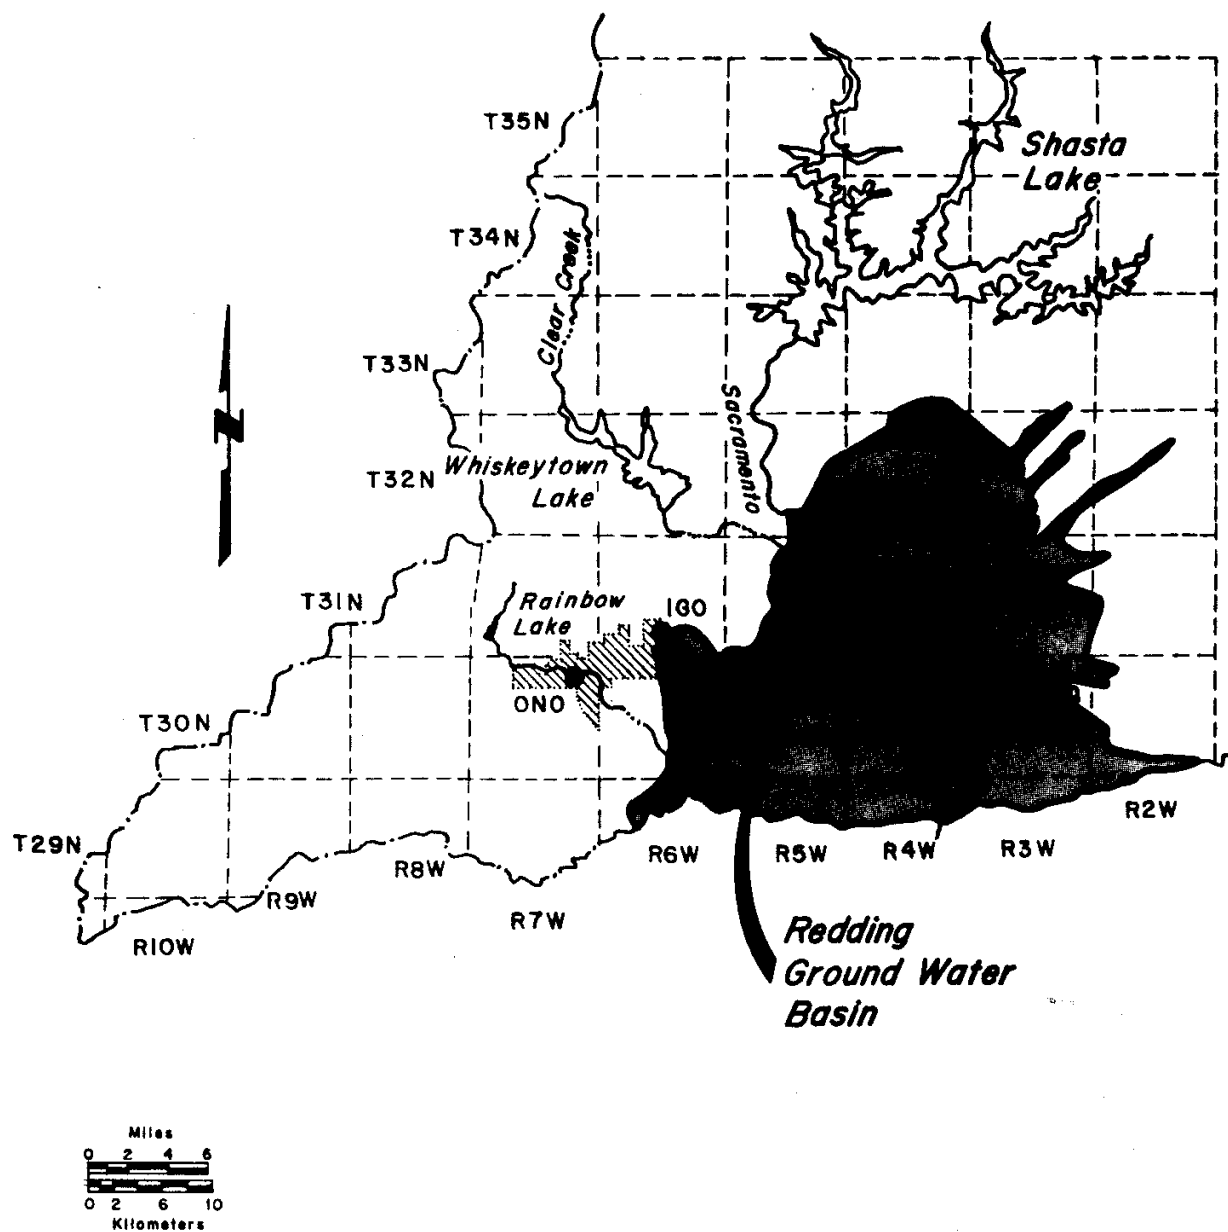 T35N
Shasta
Lake
T34N
Clear Creek
T33N
Sacramento
Whiskeytown
Lake
T32N
N
T31N
Rainbow
Lake
IGO
ONO
T30N
R2W
T29N
R6W
R5W
R4W
R3W
R8W
R9W
R7W
R10W
Redding
Ground Water
Basin
Miles
0 2 4 6
0 2 6 10
Kilometers